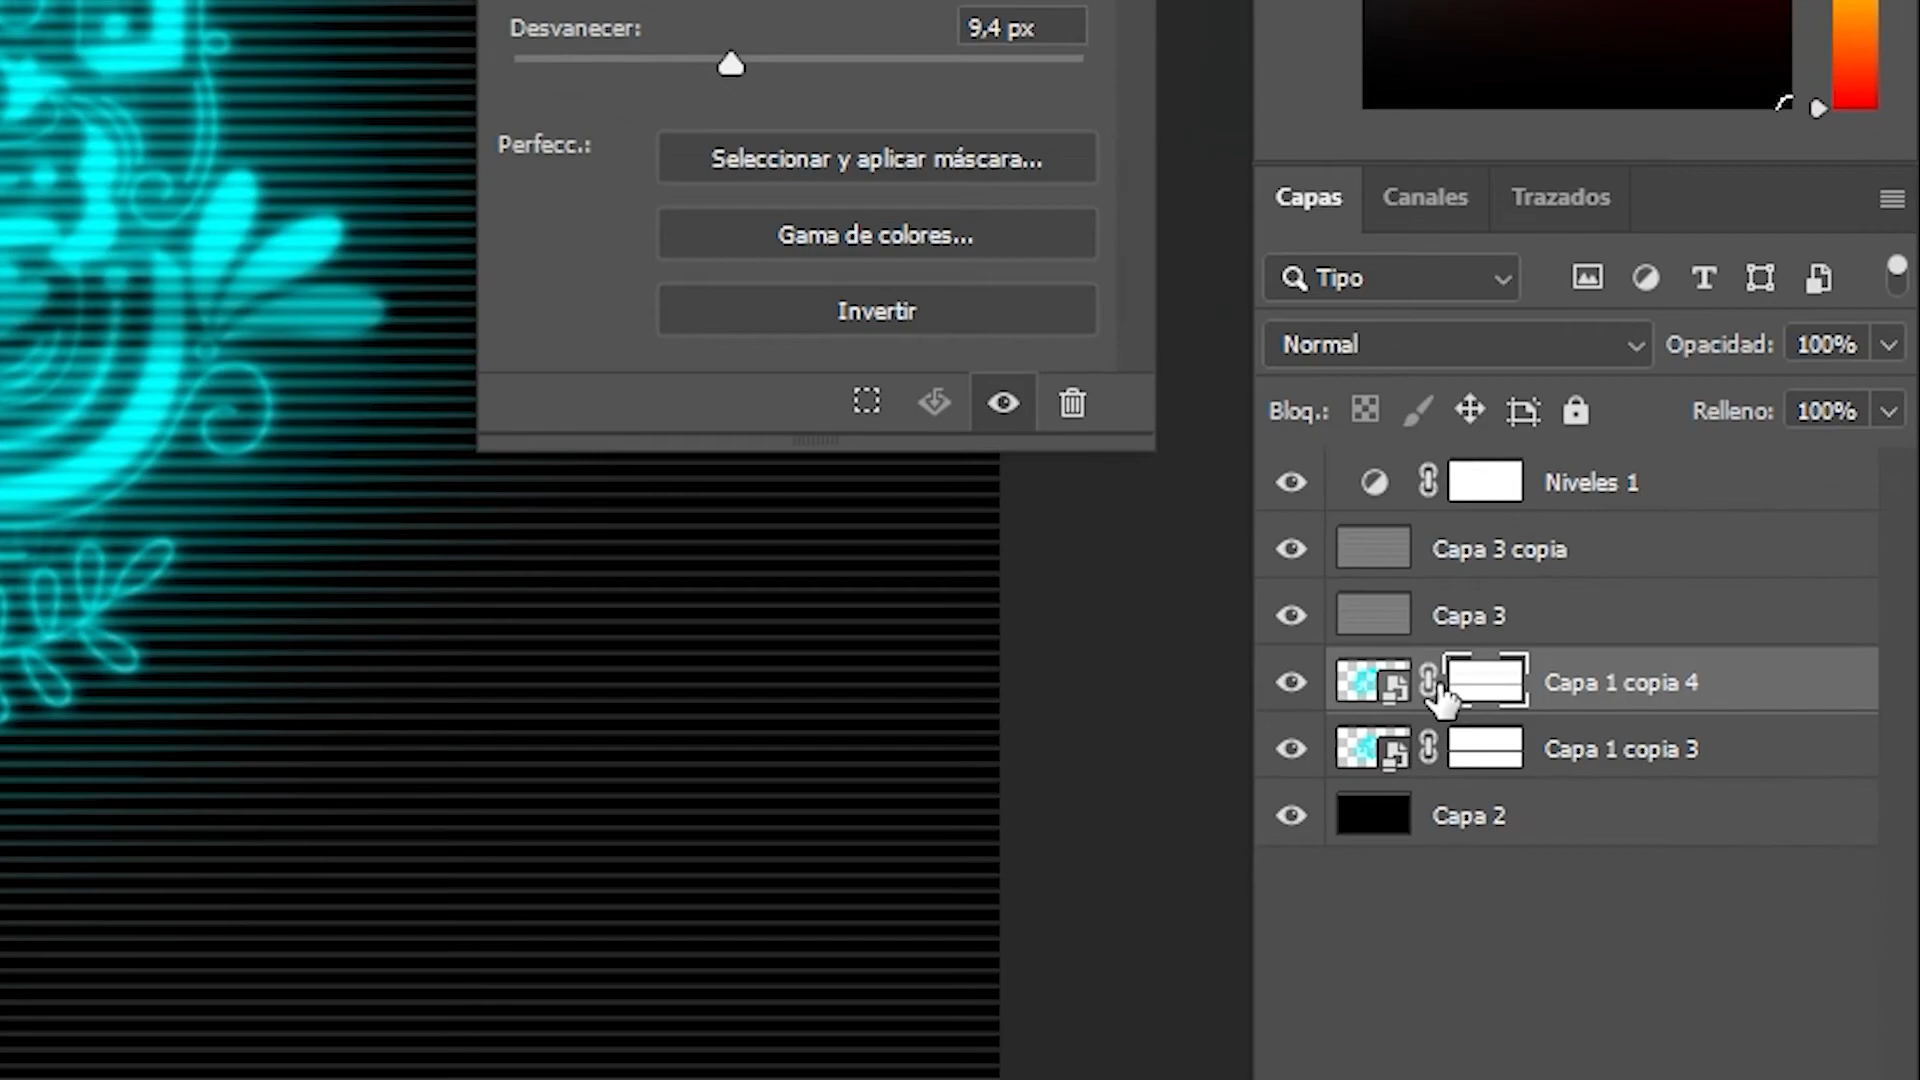 Desvanecer: 9,4 px
Perfecc.: Seleccionar y aplicar máscara...
Gama de colores...
Invertir
Capas Canales Trazados
Tipo
Normal Opacidad: 100%
Bloq.: Relleno: 100%
Niveles 1
Capa 3 copia
Capa 3
Capa 1 copia 4
Capa 1 copia 3
Capa 2